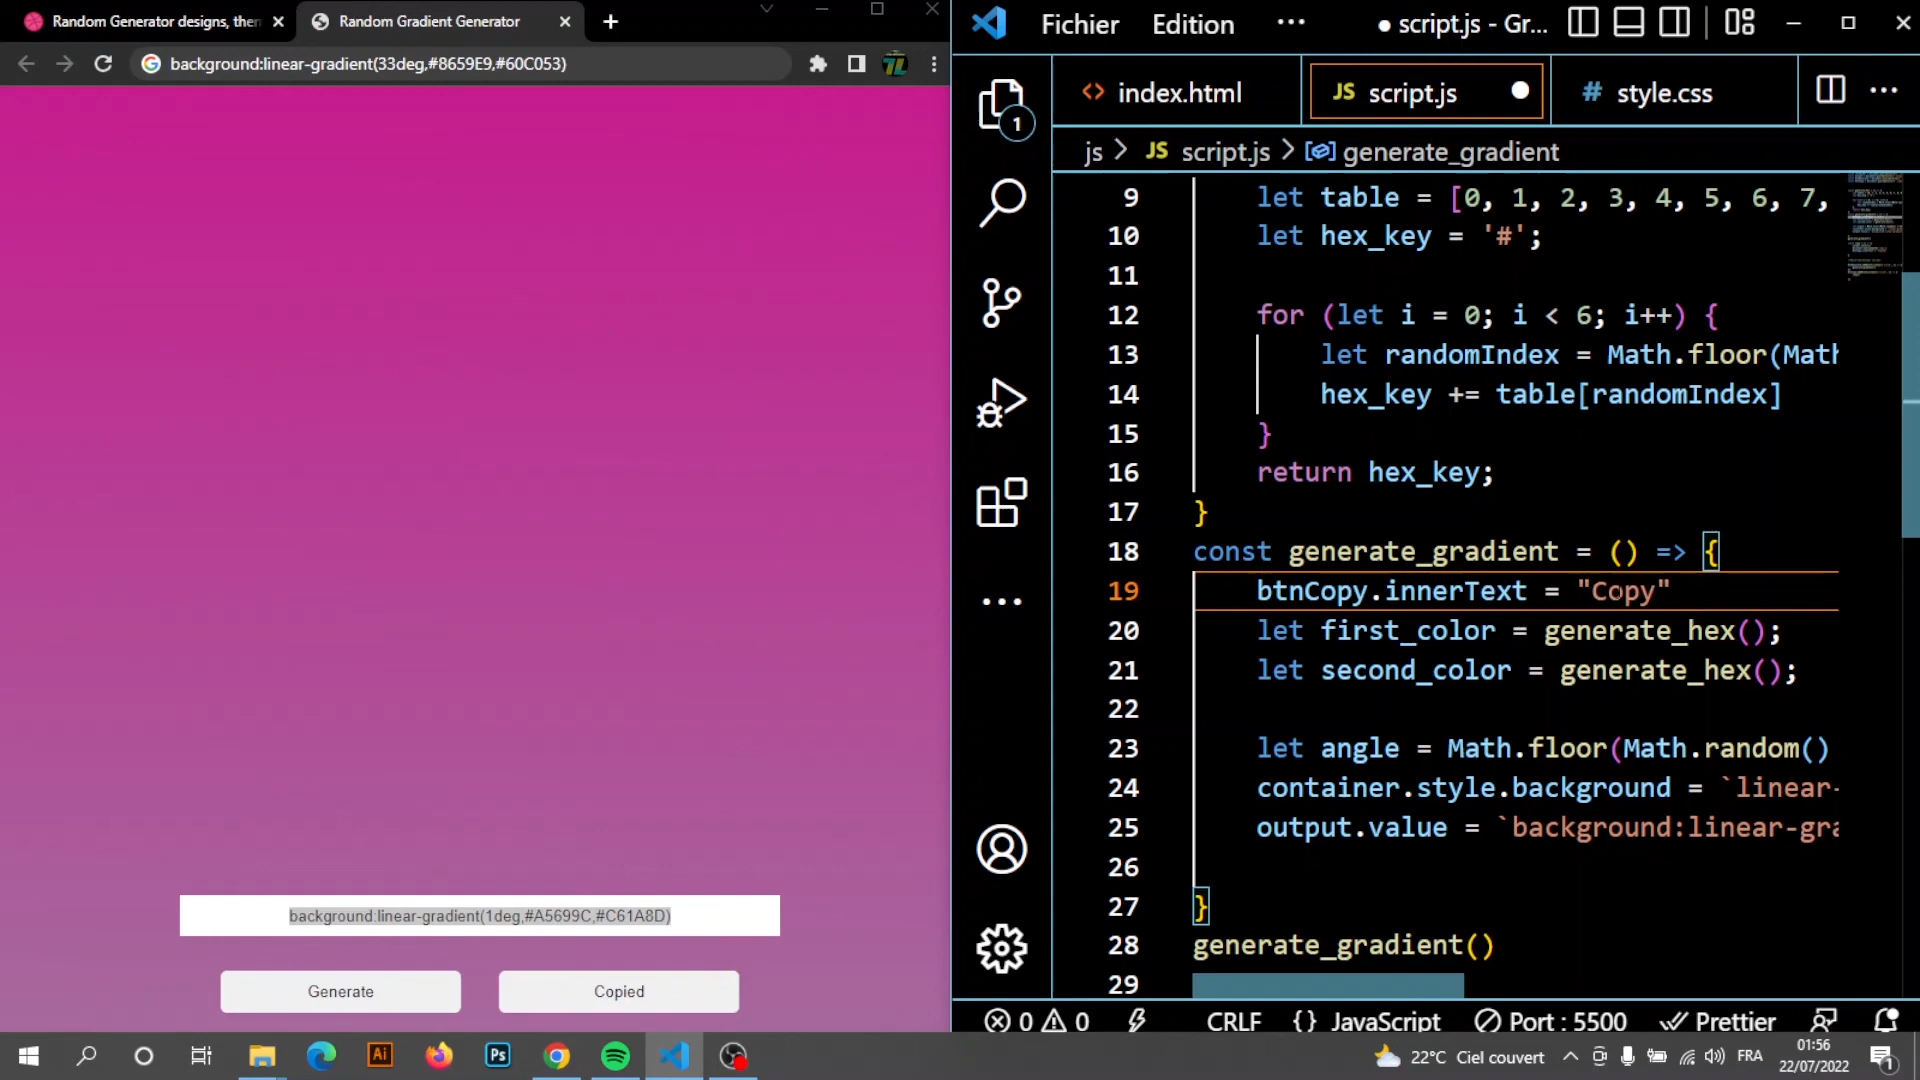 Random Generator designs, ther
Random Gradient Generator
background:linear-gradient(33deg,#8659E9,#60C053)
background:linear-gradient(1deg,#A5699C,#C61A8D)
Generate
Copied
Fichier Edition ··· ● script.js - Gr...
index.html
JS script.js
# style.css
1
js > JS script.js > generate_gradient
9 let table = [0, 1, 2, 3, 4, 5, 6, 7,
10 let hex_key = '#';
11
12 for (let i = 0; i < 6; i++) {
13 let randomIndex = Math.floor(Math
14 hex_key += table[randomIndex]
15 }
16 return hex_key;
17 }
18 const generate_gradient = () => {
19 btnCopy.innerText = "Copy"
20 let first_color = generate_hex();
21 let second_color = generate_hex();
22
23 let angle = Math.floor(Math.random()
24 container.style.background = `linear-
25 output.value = `background:linear-gra
26
27 }
28 generate_gradient()
29
0 0 CRLF {} JavaScript Port : 5500 Prettier
Ai
Ps
22°C Ciel couvert
FRA
01:56
22/07/2022
1